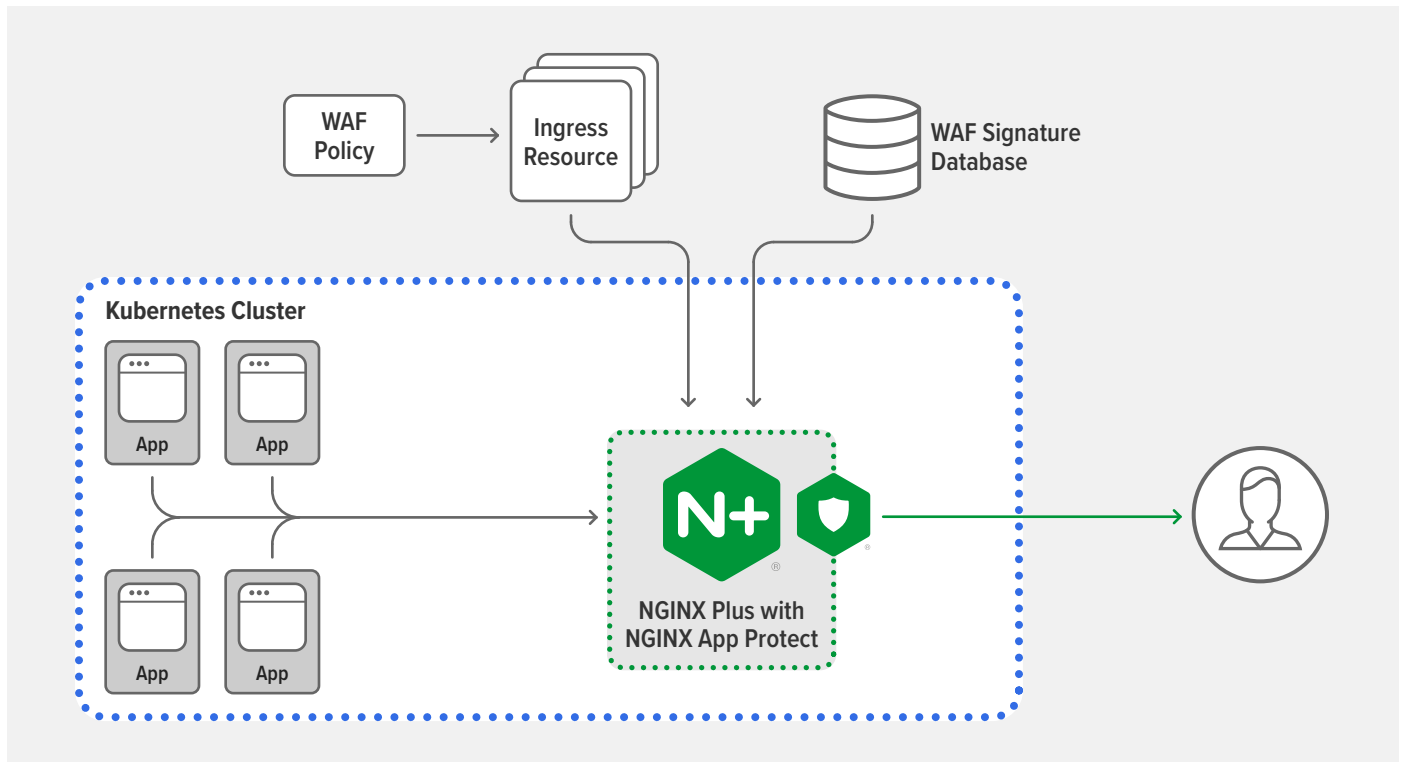 WAF
Policy
Ingress
Resource
WAF Signature
Database
Kubernetes Cluster
App
App
App
App
N+
®
®
NGINX Plus with
NGINX App Protect